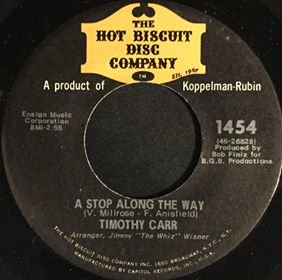 THE
HOT BISCUIT
DISC
COMPANY
TM
Est. 1967
A product of Koppelman-Rubin
Ensign Music
Corporation
BMI-2:55
1454
(45-26828)
Produced by
Bob Finiz for
B.G.B. Productions
A STOP ALONG THE WAY
(V. Millrose - F. Anisfield)
TIMOTHY CARR
Arranger, Jimmy "The Whiz" Wisner
THE HOT BISCUIT DISC COMPANY INC. 1650 BROADWAY, N.Y., N.Y.
MANUFACTURED BY CAPITOL RECORDS, INC.